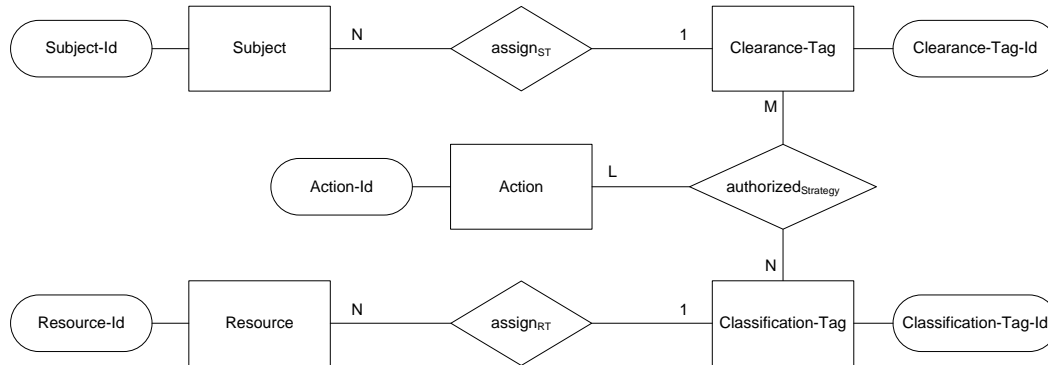 N
1
Subject-Id
Subject
assignST
Clearance-Tag
Clearance-Tag-Id
M
L
Action-Id
Action
authorizedStrategy
N
N
1
Resource-Id
Resource
assignRT
Classification-Tag
Classification-Tag-Id